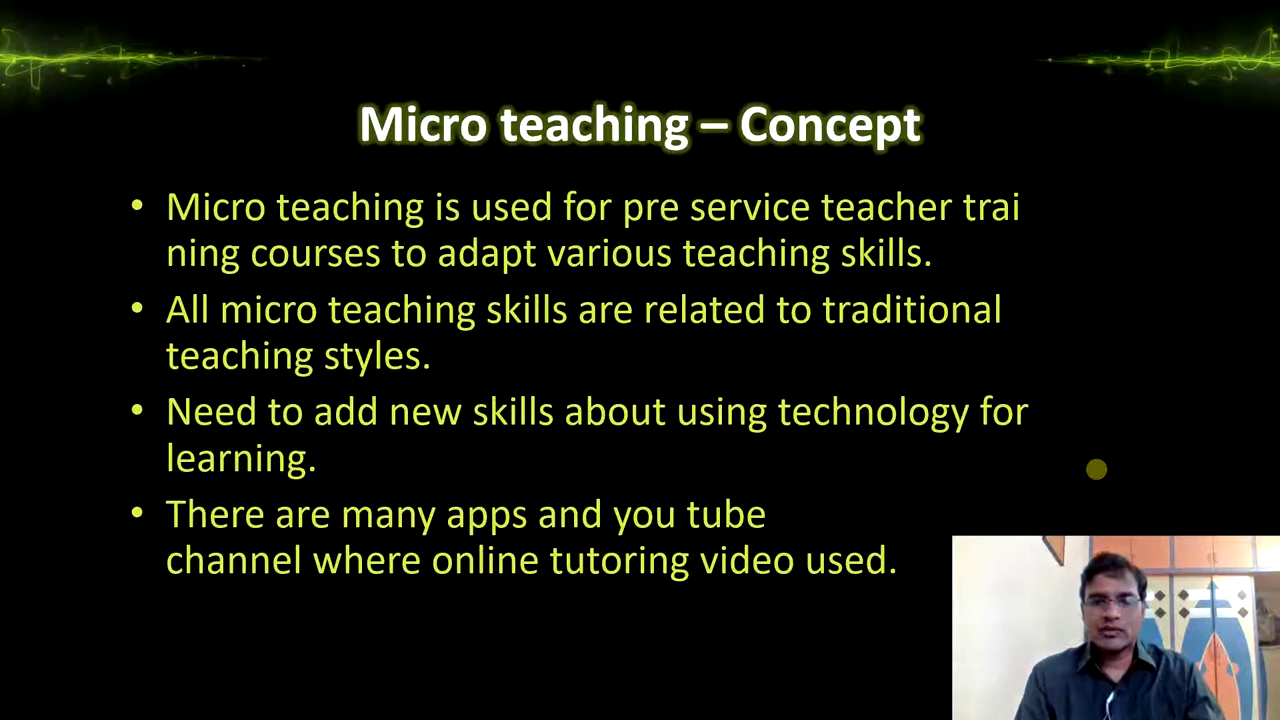 Micro teaching – Concept
• Micro teaching is used for pre service teacher trai
ning courses to adapt various teaching skills.
• All micro teaching skills are related to traditional
teaching styles.
• Need to add new skills about using technology for
learning.
• There are many apps and you tube
channel where online tutoring video used.